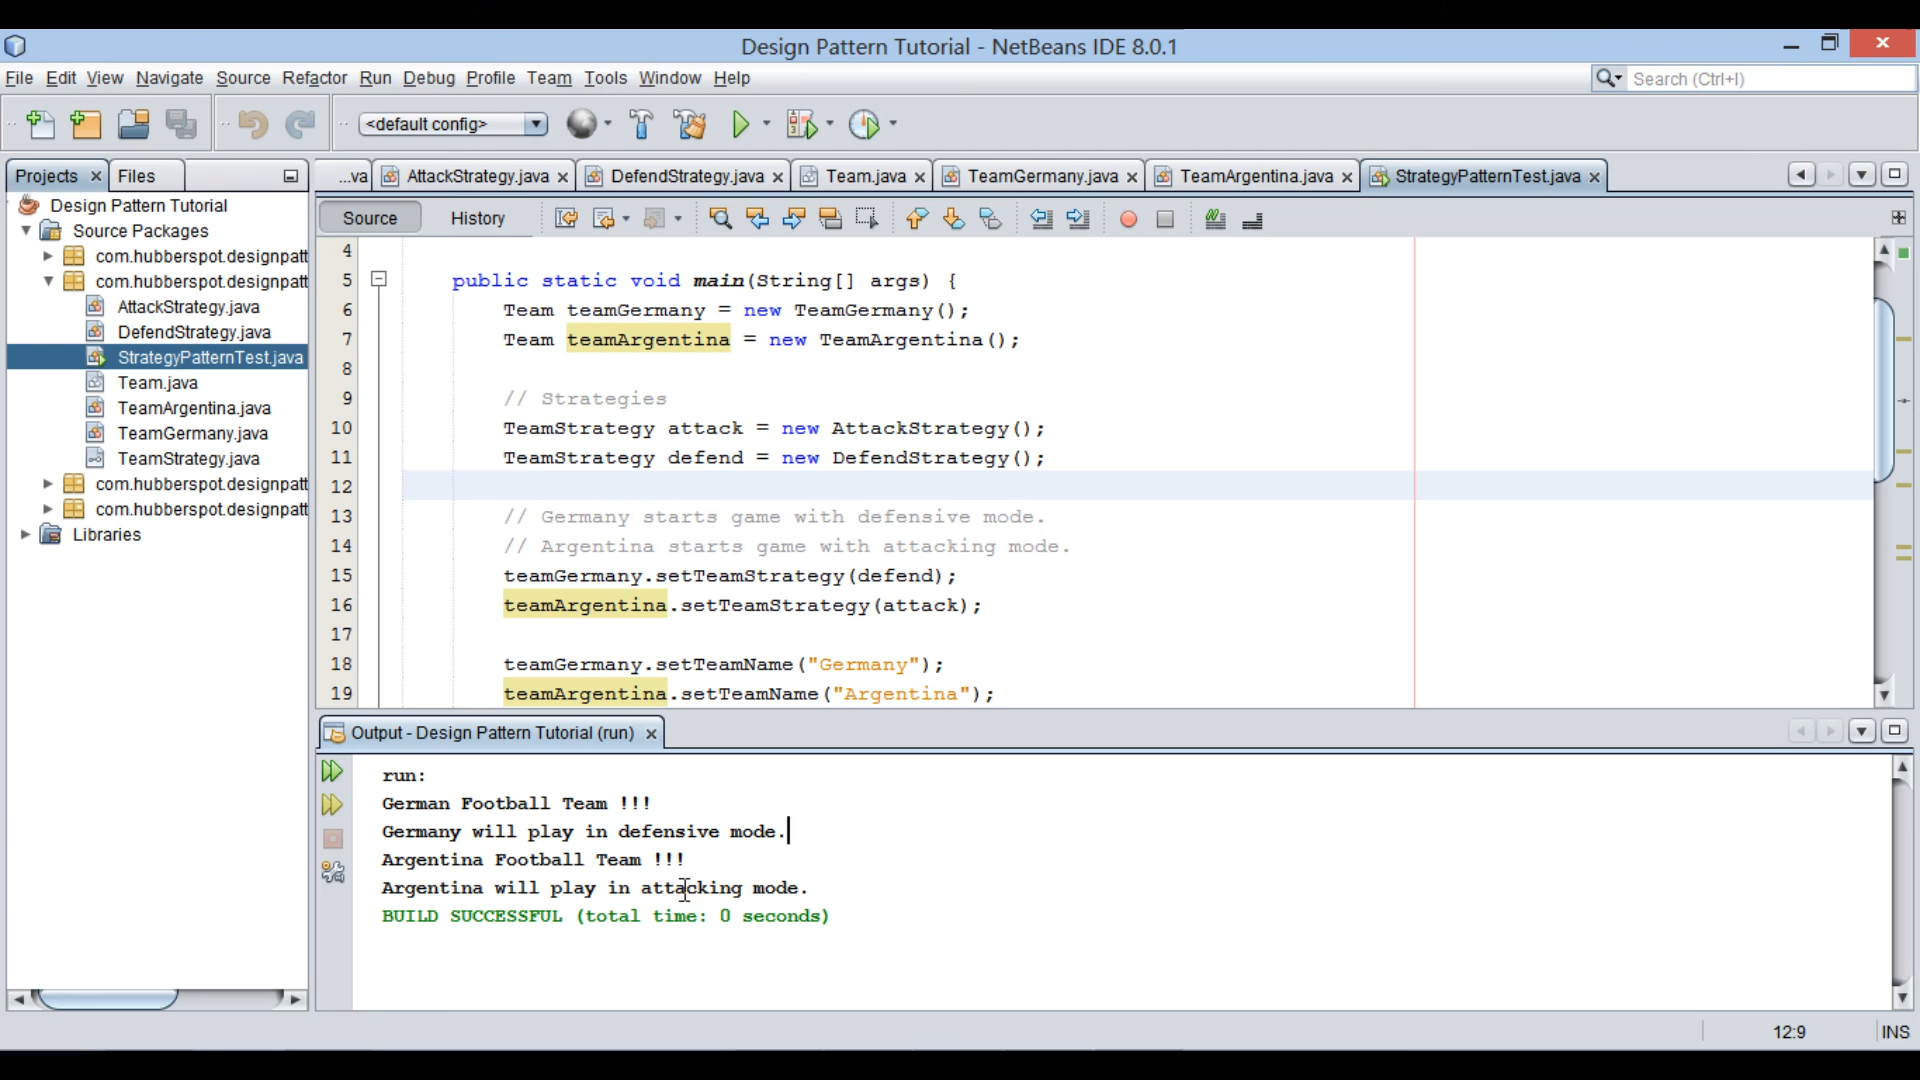 Design Pattern Tutorial - NetBeans IDE 8.0.1
File Edit View Navigate Source Refactor Run Debug Profile Team Tools Window Help
Search (Ctrl+I)
<default config>
Projects Files
Design Pattern Tutorial
Source Packages
com.hubberspot.designpatt
com.hubberspot.designpatt
AttackStrategy.java
DefendStrategy.java
StrategyPatternTest.java
Team.java
TeamArgentina.java
TeamGermany.java
TeamStrategy.java
com.hubberspot.designpatt
com.hubberspot.designpatt
Libraries
...va AttackStrategy.java DefendStrategy.java Team.java TeamGermany.java TeamArgentina.java StrategyPatternTest.java
Source History
4
5 public static void main(String[] args) {
6 Team teamGermany = new TeamGermany();
7 Team teamArgentina = new TeamArgentina();
8
9 // Strategies
10 TeamStrategy attack = new AttackStrategy();
11 TeamStrategy defend = new DefendStrategy();
12
13 // Germany starts game with defensive mode.
14 // Argentina starts game with attacking mode.
15 teamGermany.setTeamStrategy(defend);
16 teamArgentina.setTeamStrategy(attack);
17
18 teamGermany.setTeamName("Germany");
19 teamArgentina.setTeamName("Argentina");
Output - Design Pattern Tutorial (run)
run:
German Football Team !!!
Germany will play in defensive mode.
Argentina Football Team !!!
Argentina will play in attacking mode.
BUILD SUCCESSFUL (total time: 0 seconds)
12:9 INS